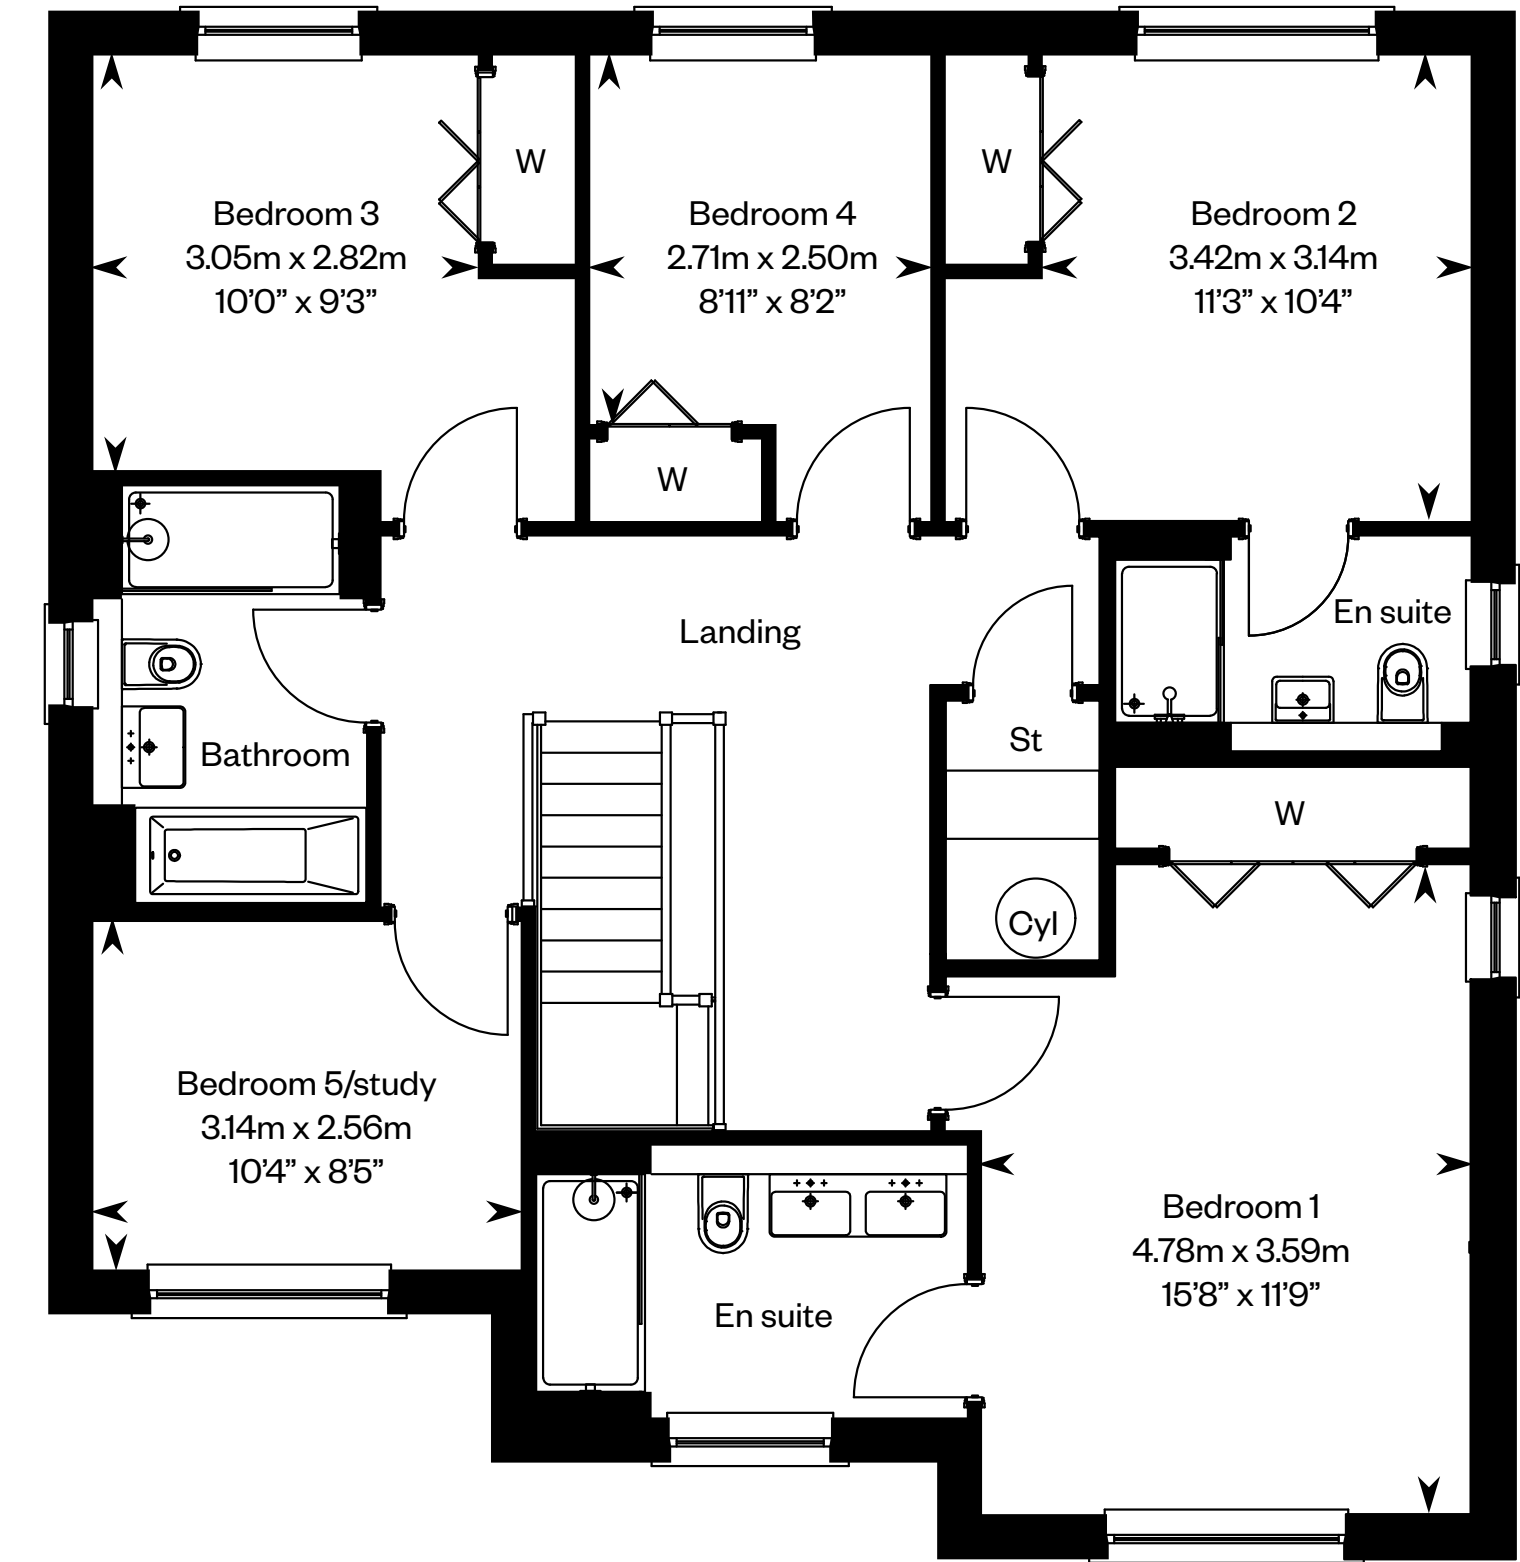 W
W
Bedroom 3
3.05m x 2.82m
10’0” x 9’3”
Bedroom 4
2.71m x 2.50m
8’11” x 8’2”
Bedroom 2
3.42m x 3.14m
11’3” x 10’4”
W
En suite
Landing
St
Bathroom
W
Cyl
Bedroom 5/study
3.14m x 2.56m
10’4” x 8’5”
Bedroom 1
4.78m x 3.59m
15’8” x 11’9”
En suite